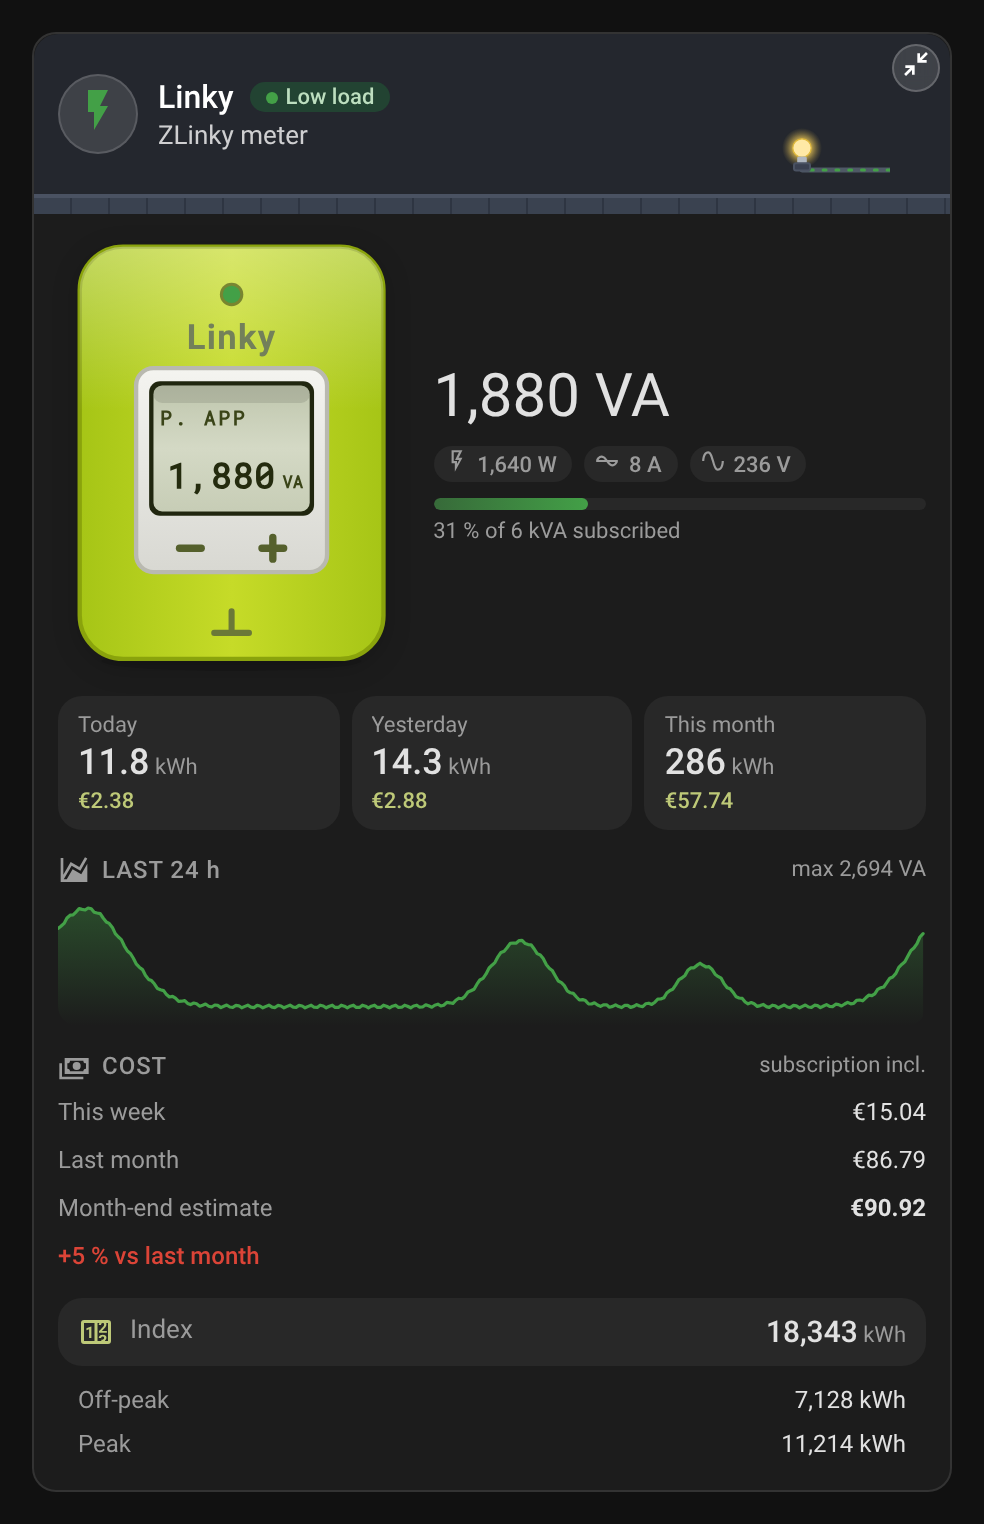 Linky
Low load
ZLinky meter
Linky
P. APP
1,880 VA
1,880 VA
1,640 W
8 A
236 V
31 % of 6 kVA subscribed
Today
Yesterday
This month
11.8 kWh
14.3 kWh
286 kWh
€2.38
€2.88
€57.74
LAST 24 h
max 2,694 VA
COST
subscription incl.
This week
€15.04
Last month
€86.79
Month-end estimate
€90.92
+5 % vs last month
Index
18,343 kWh
Off-peak
7,128 kWh
Peak
11,214 kWh